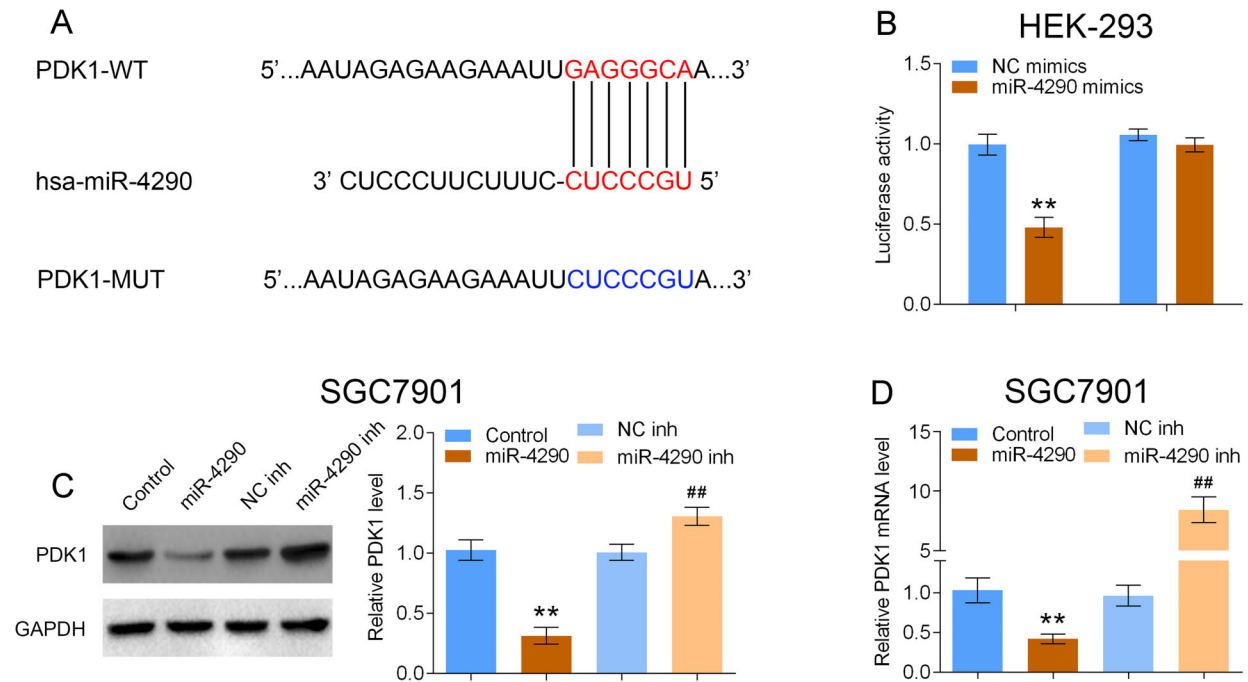 A
PDK1-WT 5’...AAUAGAGAAGAAAUUGAGGGCAA...3’
hsa-miR-4290 3’ CUCCCUUCUUUC-CUCCCGU 5’
PDK1-MUT 5’...AAUAGAGAAGAAAUUCUCCCGUA...3’
B
HEK-293
NC mimics
miR-4290 mimics
Luciferase activity
1.5
1.0
0.5
0.0
**
SGC7901
C
Control
miR-4290
NC inh
miR-4290 inh
PDK1
GAPDH
Control
NC inh
miR-4290
miR-4290 inh
Relative PDK1 level
2.0
1.5
1.0
0.5
0.0
**
##
D
SGC7901
Control
NC inh
miR-4290
miR-4290 inh
Relative PDK1 mRNA level
15
10
5
1.0
0.5
0.0
**
##